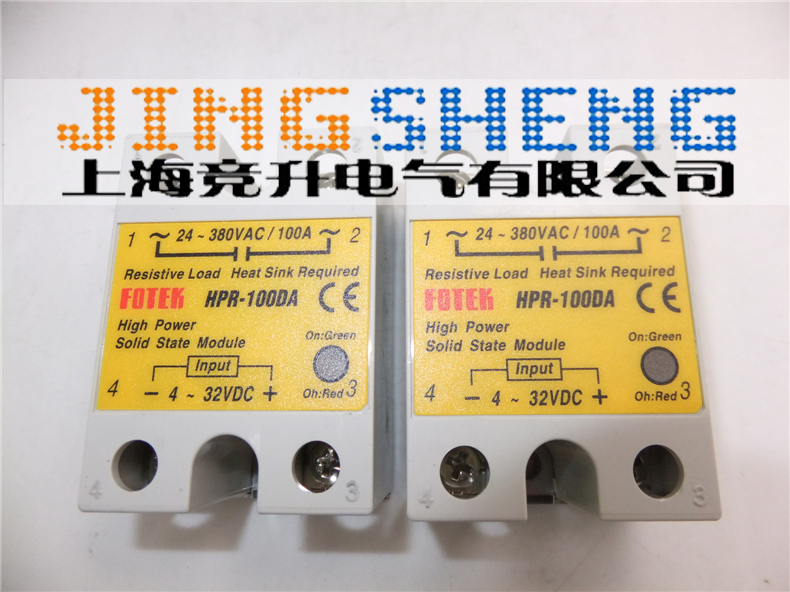 JINGSHENG
上海竞升电气有限公司
1 ~ 24 ~ 380VAC / 100A ~ 2
Resistive Load Heat Sink Required
FOTEK HPR-100DA CE
High Power
Solid State Module
On:Green
Input
4 - 4 ~ 32VDC + Oh:Red 3
4 3
1 ~ 24 ~ 380VAC / 100A ~ 2
Resistive Load Heat Sink Required
FOTEK HPR-100DA CE
High Power
Solid State Module
On:Green
Input
4 - 4 ~ 32VDC + Oh:Red 3
4 3